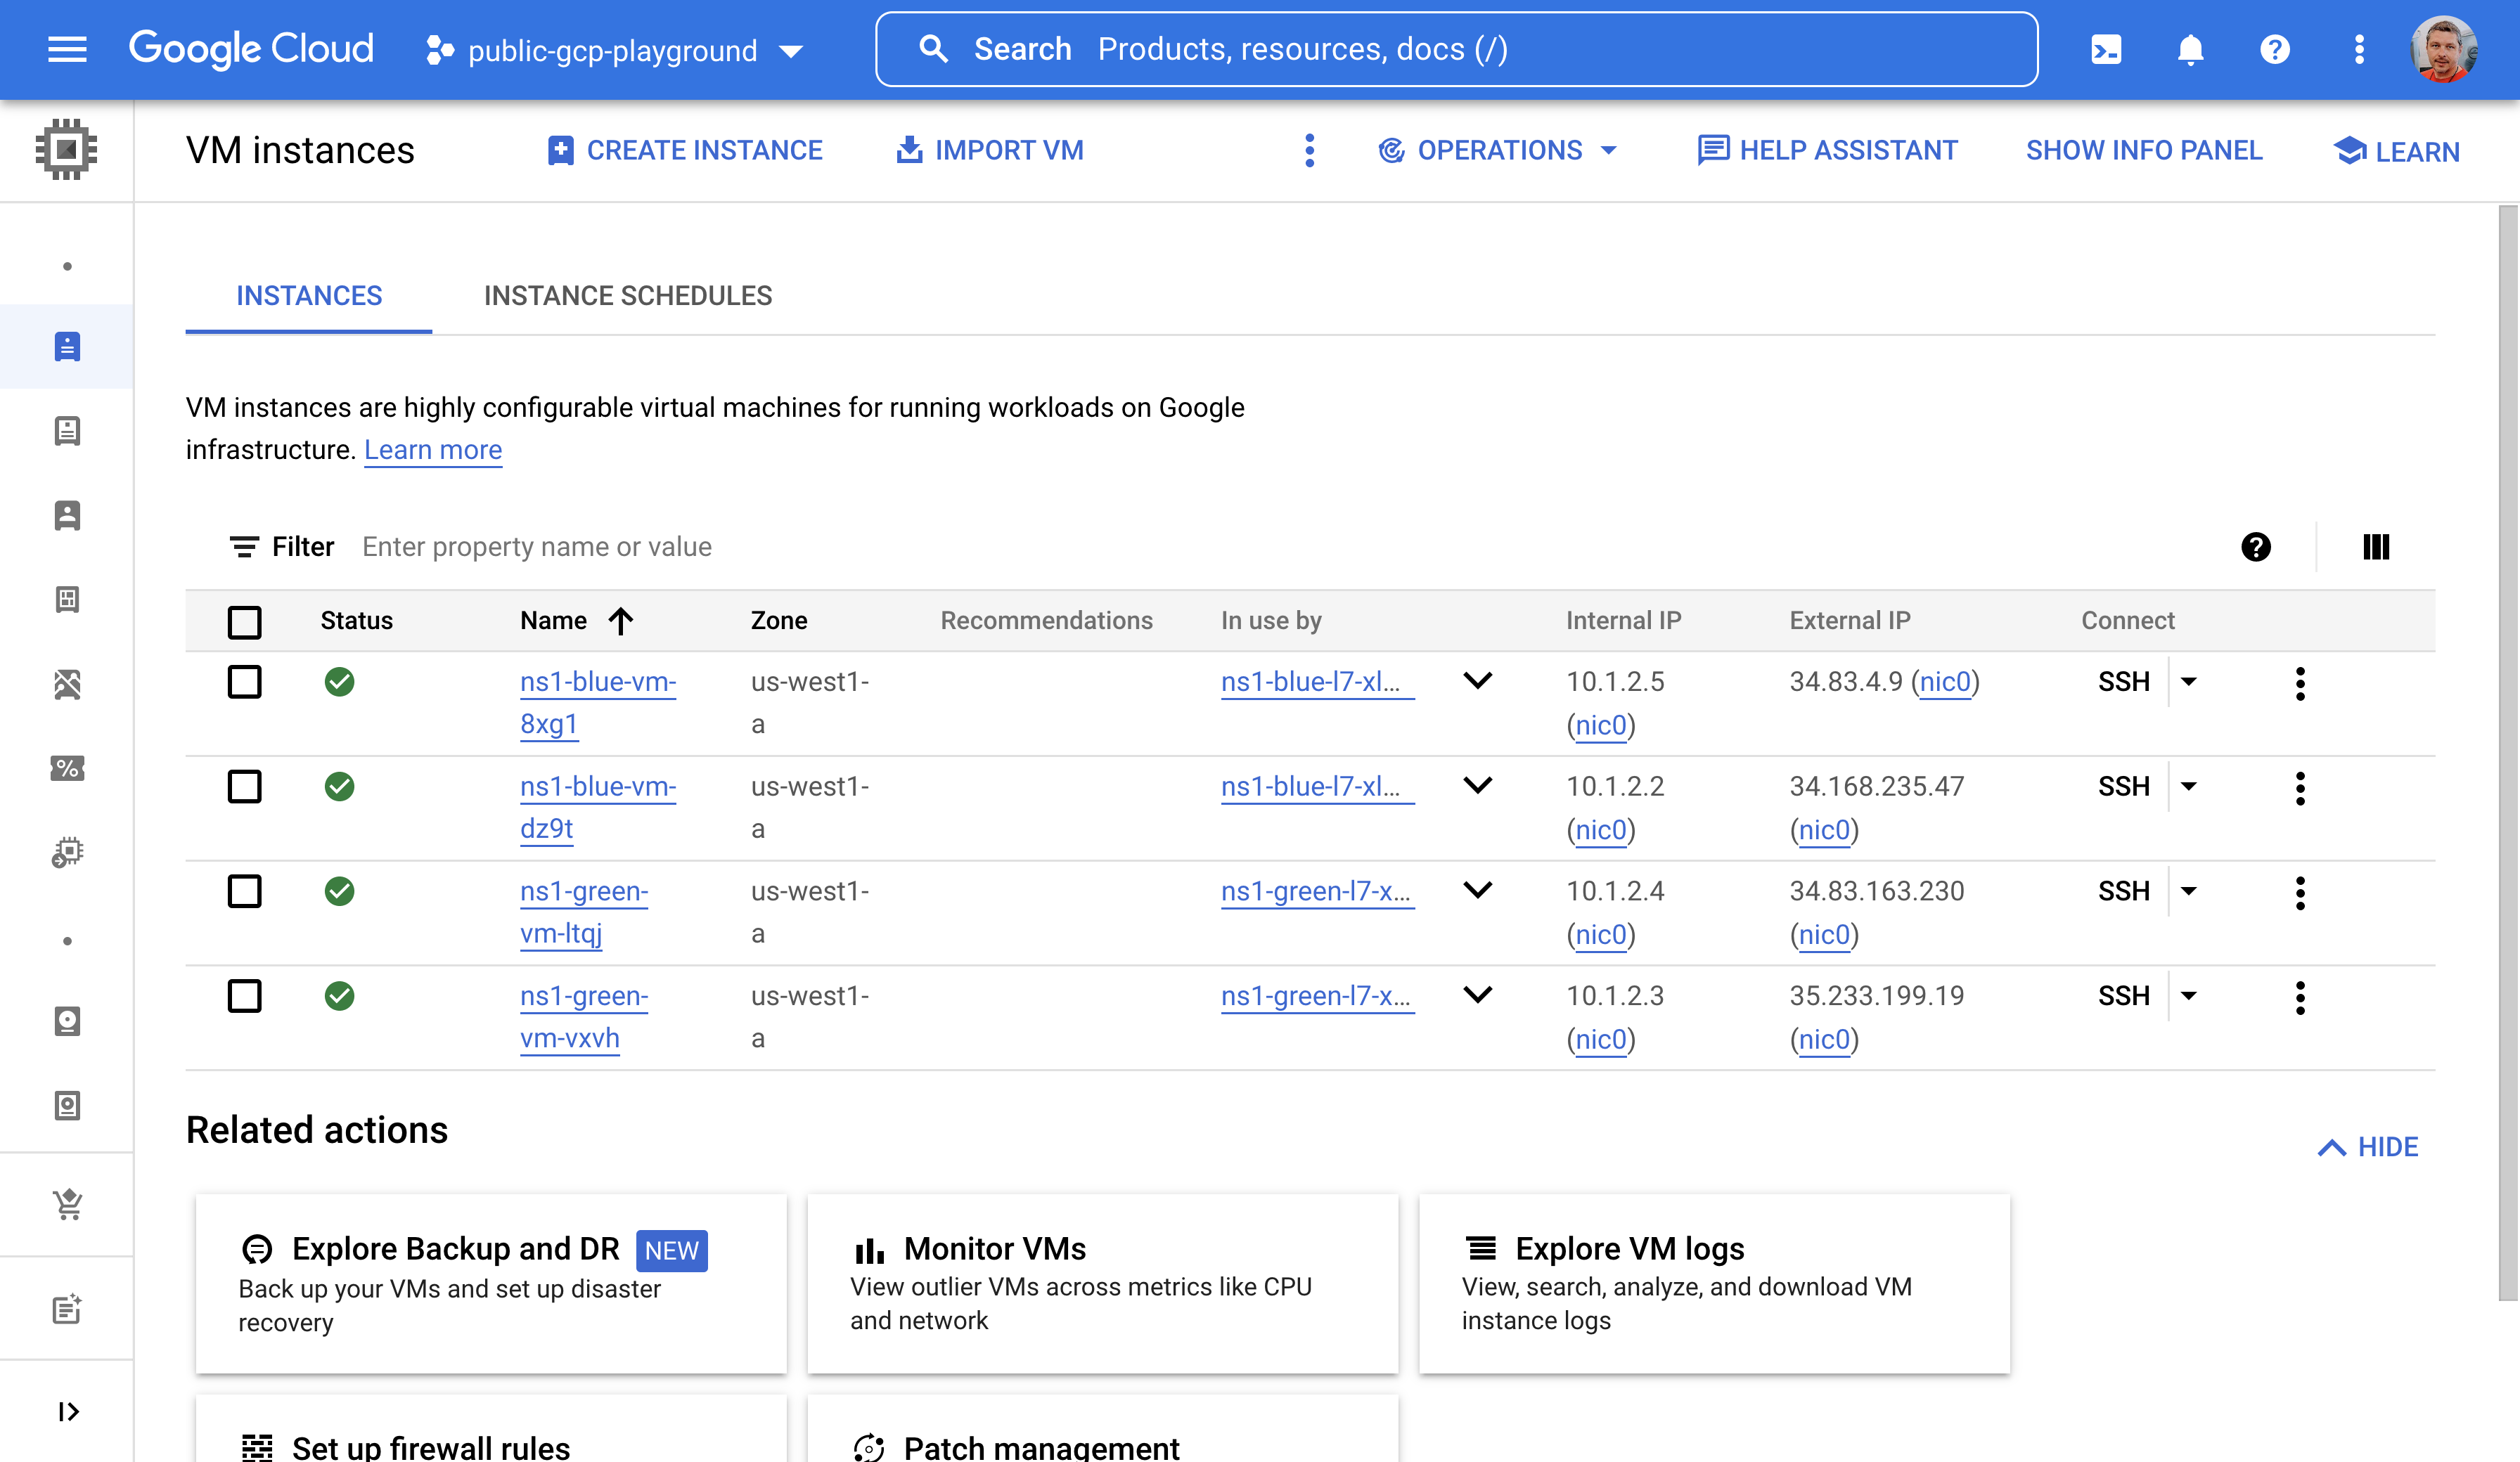 Google Cloud
public-gcp-playground
Search Products, resources, docs (/)
VM instances
CREATE INSTANCE
IMPORT VM
OPERATIONS
HELP ASSISTANT
SHOW INFO PANEL
LEARN
INSTANCES
INSTANCE SCHEDULES
VM instances are highly configurable virtual machines for running workloads on Google
infrastructure. Learn more
Filter Enter property name or value
Status Name Zone Recommendations In use by Internal IP External IP Connect
ns1-blue-vm- us-west1- ns1-blue-l7-xl... 10.1.2.5 34.83.4.9 (nic0) SSH
8xg1 a (nic0)
ns1-blue-vm- us-west1- ns1-blue-l7-xl... 10.1.2.2 34.168.235.47 SSH
dz9t a (nic0) (nic0)
ns1-green- us-west1- ns1-green-l7-x... 10.1.2.4 34.83.163.230 SSH
vm-ltqj a (nic0) (nic0)
ns1-green- us-west1- ns1-green-l7-x... 10.1.2.3 35.233.199.19 SSH
vm-vxvh a (nic0) (nic0)
Related actions
HIDE
Explore Backup and DR NEW
Back up your VMs and set up disaster
recovery
Monitor VMs
View outlier VMs across metrics like CPU
and network
Explore VM logs
View, search, analyze, and download VM
instance logs
Set up firewall rules
Patch management